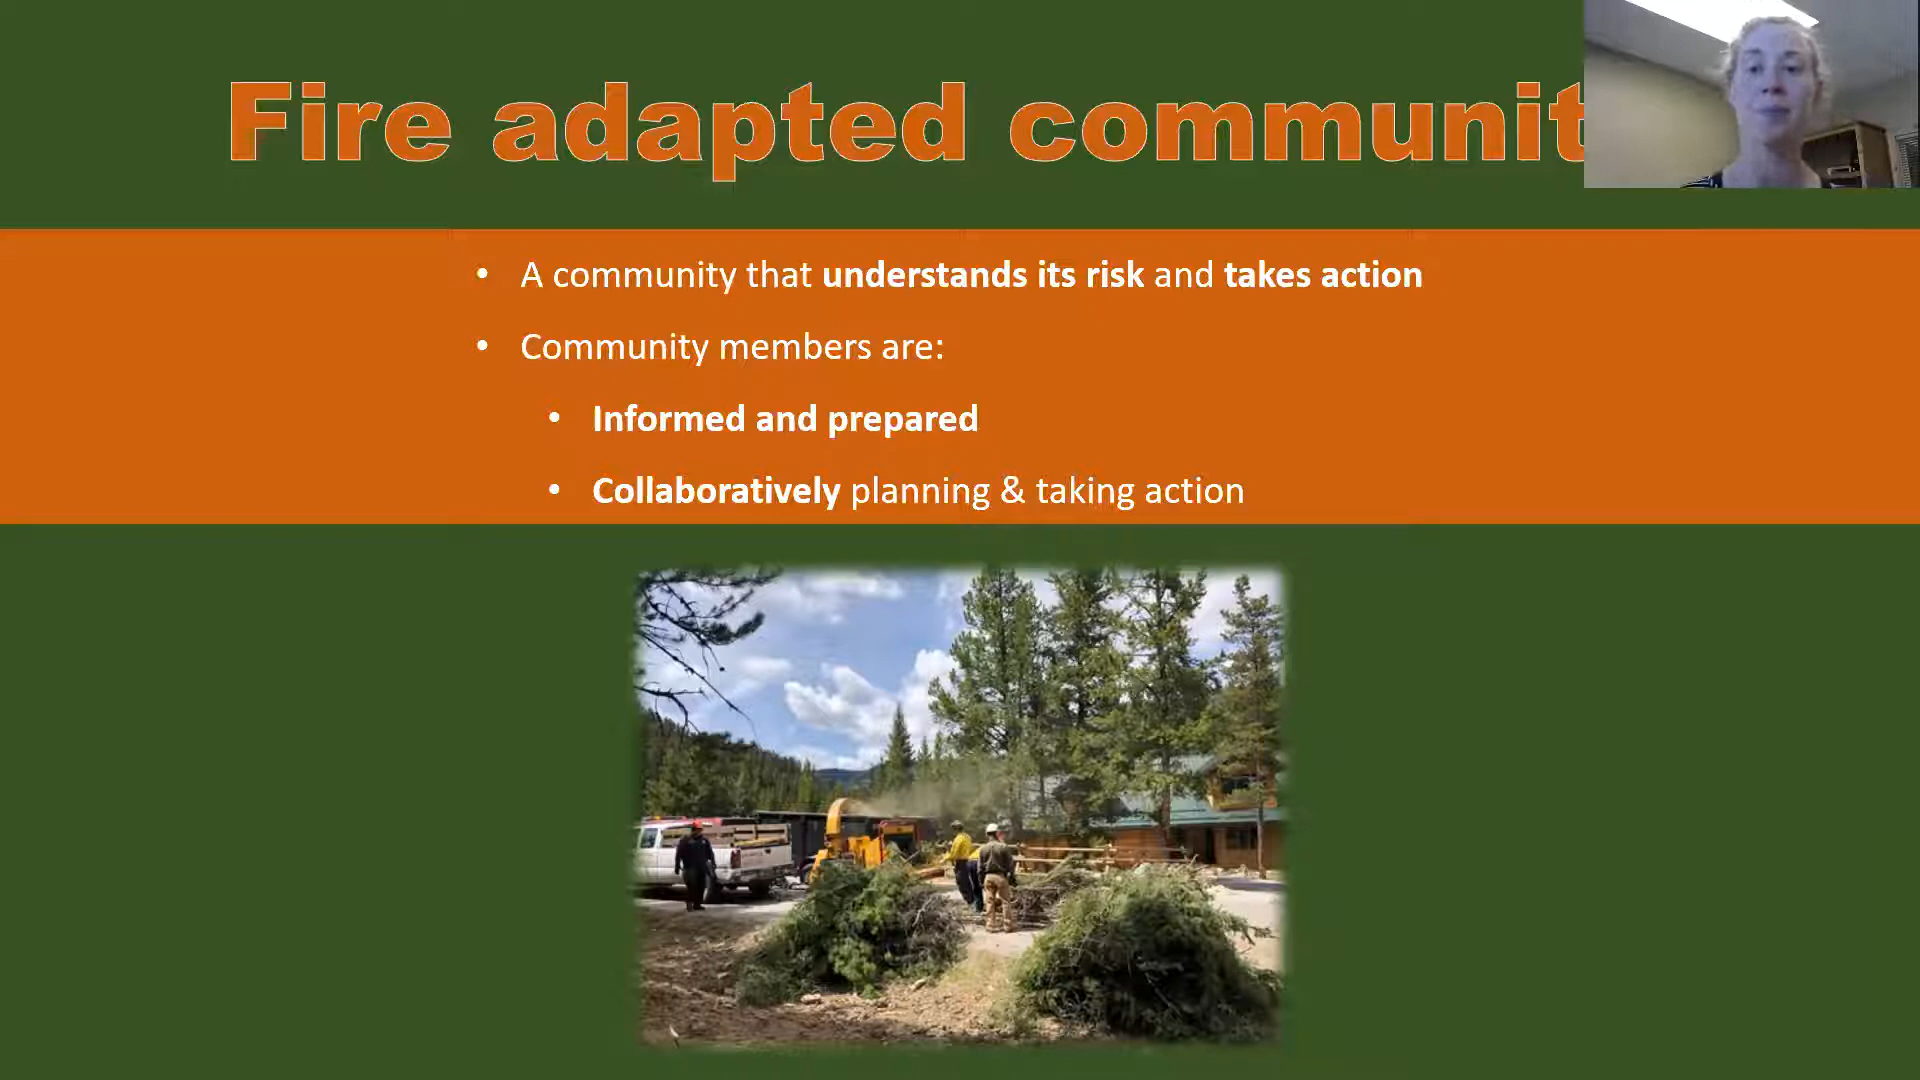 Fire adapted communit
• A community that understands its risk and takes action
• Community members are:
• Informed and prepared
• Collaboratively planning & taking action